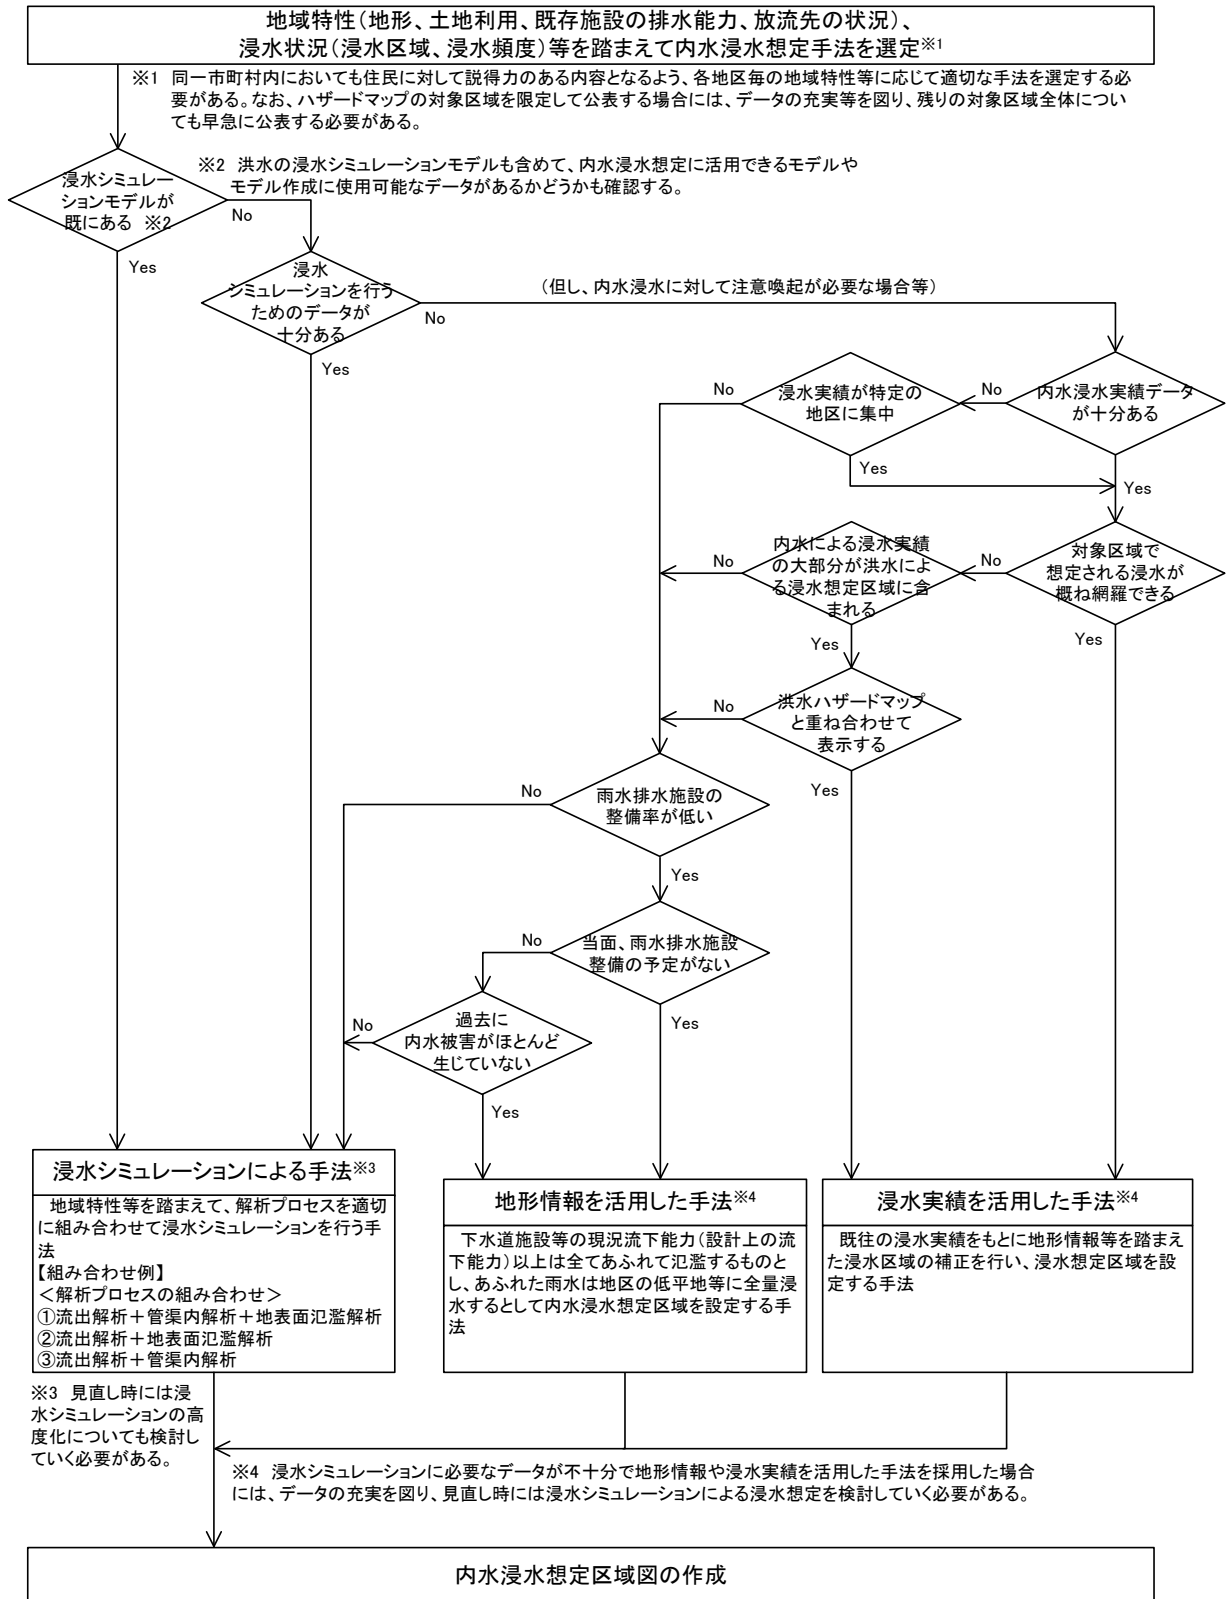 地域特性（地形、土地利用、既存施設の排水能力、放流先の状況）、
浸水状況（浸水区域、浸水頻度）等を踏まえて内水浸水想定手法を選定※1
※1 同一市町村内においても住民に対して説得力のある内容となるよう、各地区毎の地域特性等に応じて適切な手法を選定する必
要がある。なお、ハザードマップの対象区域を限定して公表する場合には、データの充実等を図り、残りの対象区域全体につい
ても早急に公表する必要がある。
※2 洪水の浸水シミュレーションモデルも含めて、内水浸水想定に活用できるモデルや
モデル作成に使用可能なデータがあるかどうかも確認する。
浸水シミュレー
ションモデルが
既にある ※2
No
Yes
浸水
シミュレーションを行う
ためのデータが
十分ある
No
（但し、内水浸水に対して注意喚起が必要な場合等）
Yes
内水浸水実績データ
が十分ある
No
Yes
浸水実績が特定の
地区に集中
No
Yes
対象区域で
想定される浸水が
概ね網羅できる
No
Yes
内水による浸水実績
の大部分が洪水によ
る浸水想定区域に含
まれる
No
Yes
洪水ハザードマップ
と重ね合わせて
表示する
No
Yes
雨水排水施設の
整備率が低い
No
Yes
当面、雨水排水施設
整備の予定がない
No
Yes
過去に
内水被害がほとんど
生じていない
No
Yes
浸水シミュレーションによる手法※3
地域特性等を踏まえて、解析プロセスを適切
に組み合わせて浸水シミュレーションを行う手
法
【組み合わせ例】
＜解析プロセスの組み合わせ＞
①流出解析＋管渠内解析＋地表面氾濫解析
②流出解析＋地表面氾濫解析
③流出解析＋管渠内解析
地形情報を活用した手法※4
下水道施設等の現況流下能力（設計上の流
下能力）以上は全てあふれて氾濫するものと
し、あふれた雨水は地区の低平地等に全量浸
水するとして内水浸水想定区域を設定する手
法
浸水実績を活用した手法※4
既往の浸水実績をもとに地形情報等を踏まえ
た浸水区域の補正を行い、浸水想定区域を設
定する手法
※3 見直し時には浸
水シミュレーションの高
度化についても検討し
ていく必要がある。
※4 浸水シミュレーションに必要なデータが不十分で地形情報や浸水実績を活用した手法を採用した場合
には、データの充実を図り、見直し時には浸水シミュレーションによる浸水想定を検討していく必要がある。
内水浸水想定区域図の作成